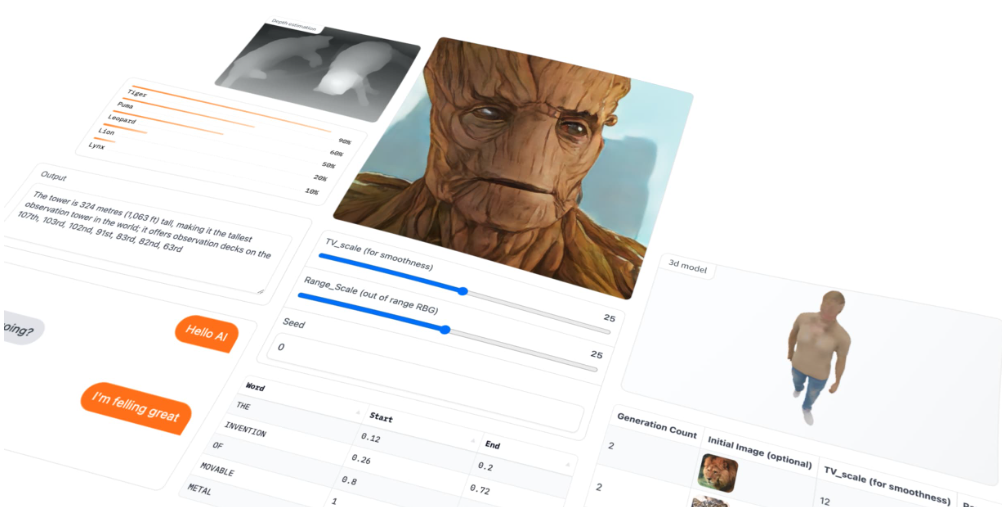 Depth estimation
Tiger
90%
Puma
60%
Leopard
50%
Lion
20%
Lynx
10%
Output
The tower is 324 metres (1,063 ft) tall, making it the tallest
observation tower in the world; it offers observation decks on the
107th, 103rd, 102nd, 91st, 83rd, 82nd, 63rd
oing?
Hello AI
I'm felling great
TV_scale (for smoothness)
25
Range_Scale (out of range RBG)
25
Seed
0
Word Start End
THE 0.12 0.2
INVENTION 0.26 0.72
OF 0.8
MOVABLE 1
METAL
3d model
Generation Count Initial Image (optional) TV_scale (for smoothness)
2 12
2